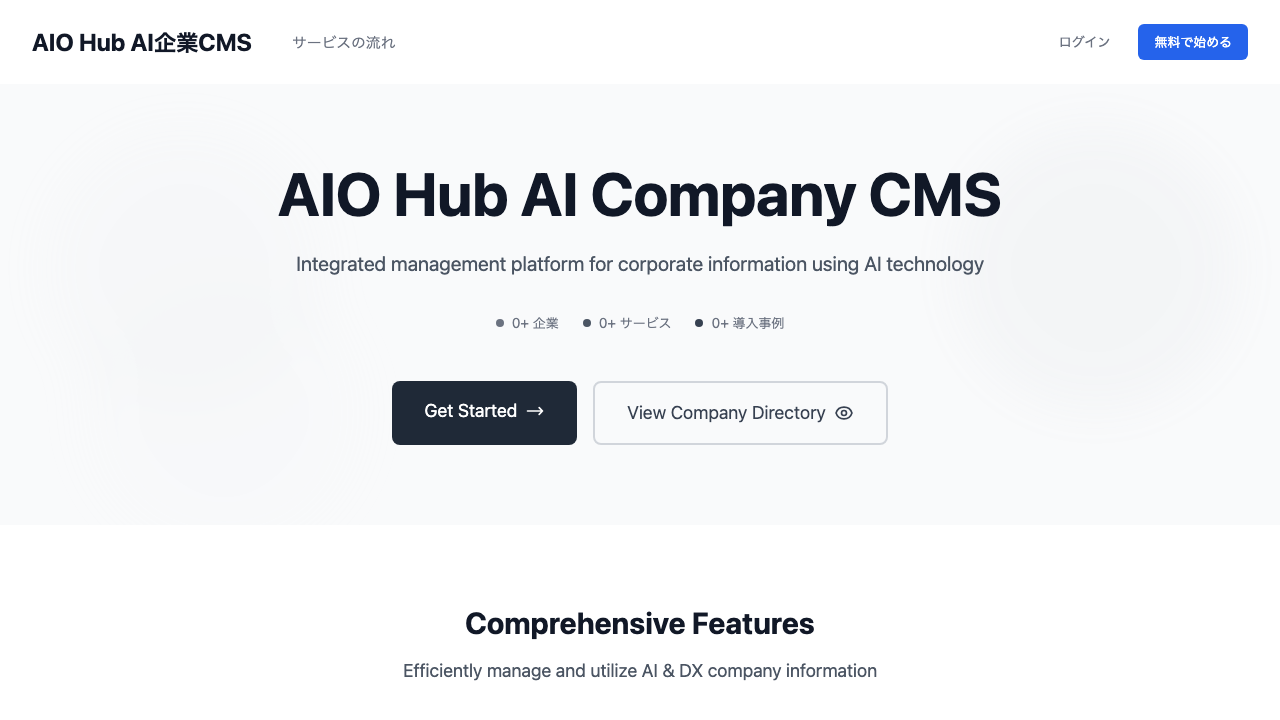 AIO Hub AI企業CMS
サービスの流れ
ログイン
無料で始める
AIO Hub AI Company CMS
Integrated management platform for corporate information using AI technology
0+ 企業
0+ サービス
0+ 導入事例
Get Started →
View Company Directory
Comprehensive Features
Efficiently manage and utilize AI & DX company information